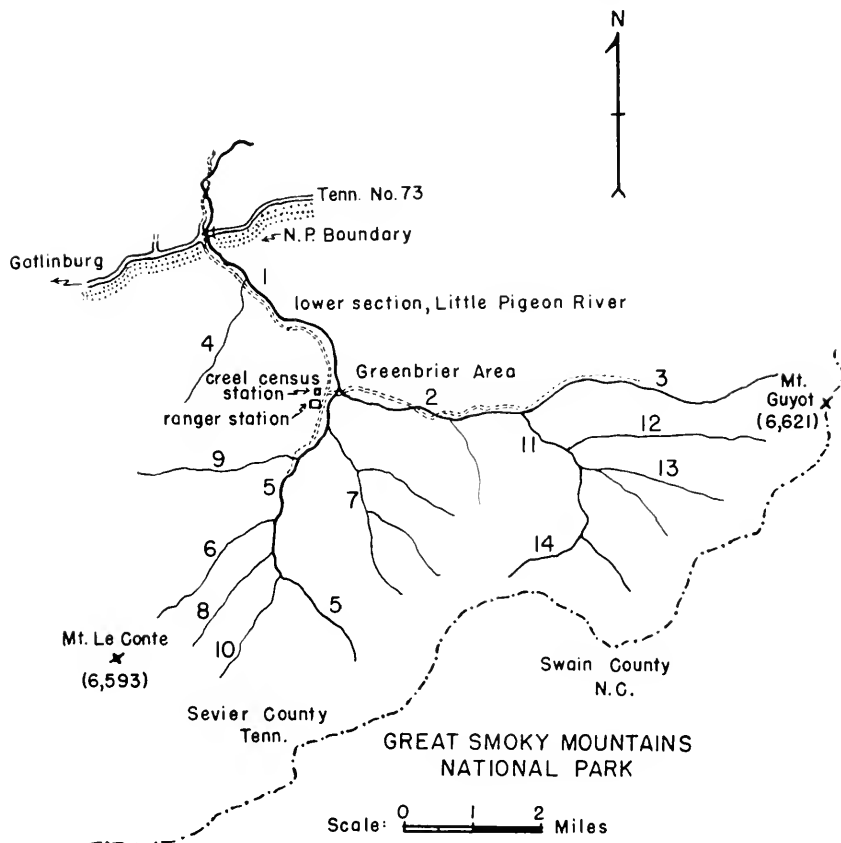 N
Tenn. No. 73
N.P. Boundary
Gatlinburg
1
lower section, Little Pigeon River
4
Greenbrier Area
creel census
station
ranger station
2
3
Mt.
Guyot
(6,621)
11
12
13
9
5
7
6
14
8
5
10
Mt. Le Conte
(6,593)
Swain County
N.C.
Sevier County
Tenn.
GREAT SMOKY MOUNTAINS
NATIONAL PARK
0 1 2
Scale: Miles